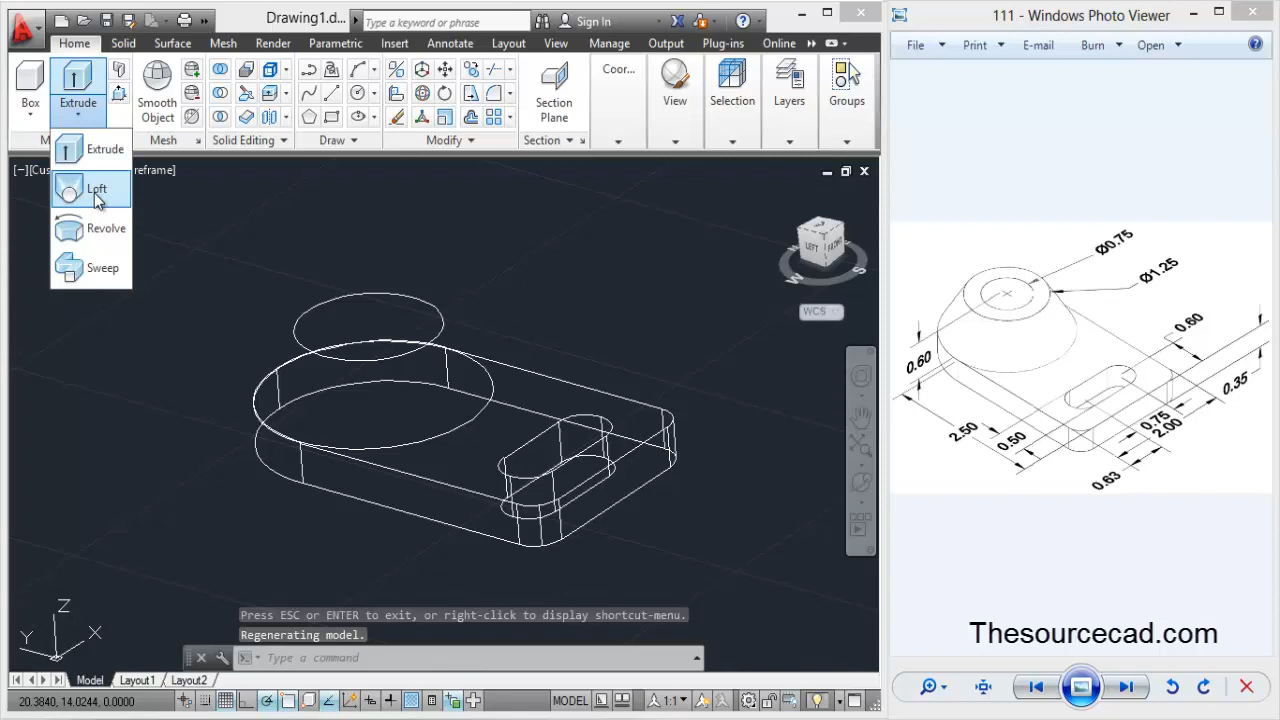 Drawing1.d...
Type a keyword or phrase
Sign In
Home
Solid
Surface
Mesh
Render
Parametric
Insert
Annotate
Layout
View
Manage
Output
Plug-ins
Online
Box
Extrude
Smooth
Object
Section
Plane
Coor...
View
Selection
Layers
Groups
M
Mesh
Solid Editing
Draw
Modify
Section
Extrude
Loft
Revolve
Sweep
[−][Cus
reframe]
LEFT
FRONT
W
S
WCS
Z
Y
X
Press ESC or ENTER to exit, or right-click to display shortcut-menu.
Regenerating model.
Type a command
Model
Layout1
Layout2
20.3840, 14.0244, 0.0000
MODEL
1:1
111 - Windows Photo Viewer
File
Print
E-mail
Burn
Open
Ø0.75
Ø1.25
0.60
0.60
0.35
2.50
0.50
0.75
2.00
0.63
Thesourcecad.com